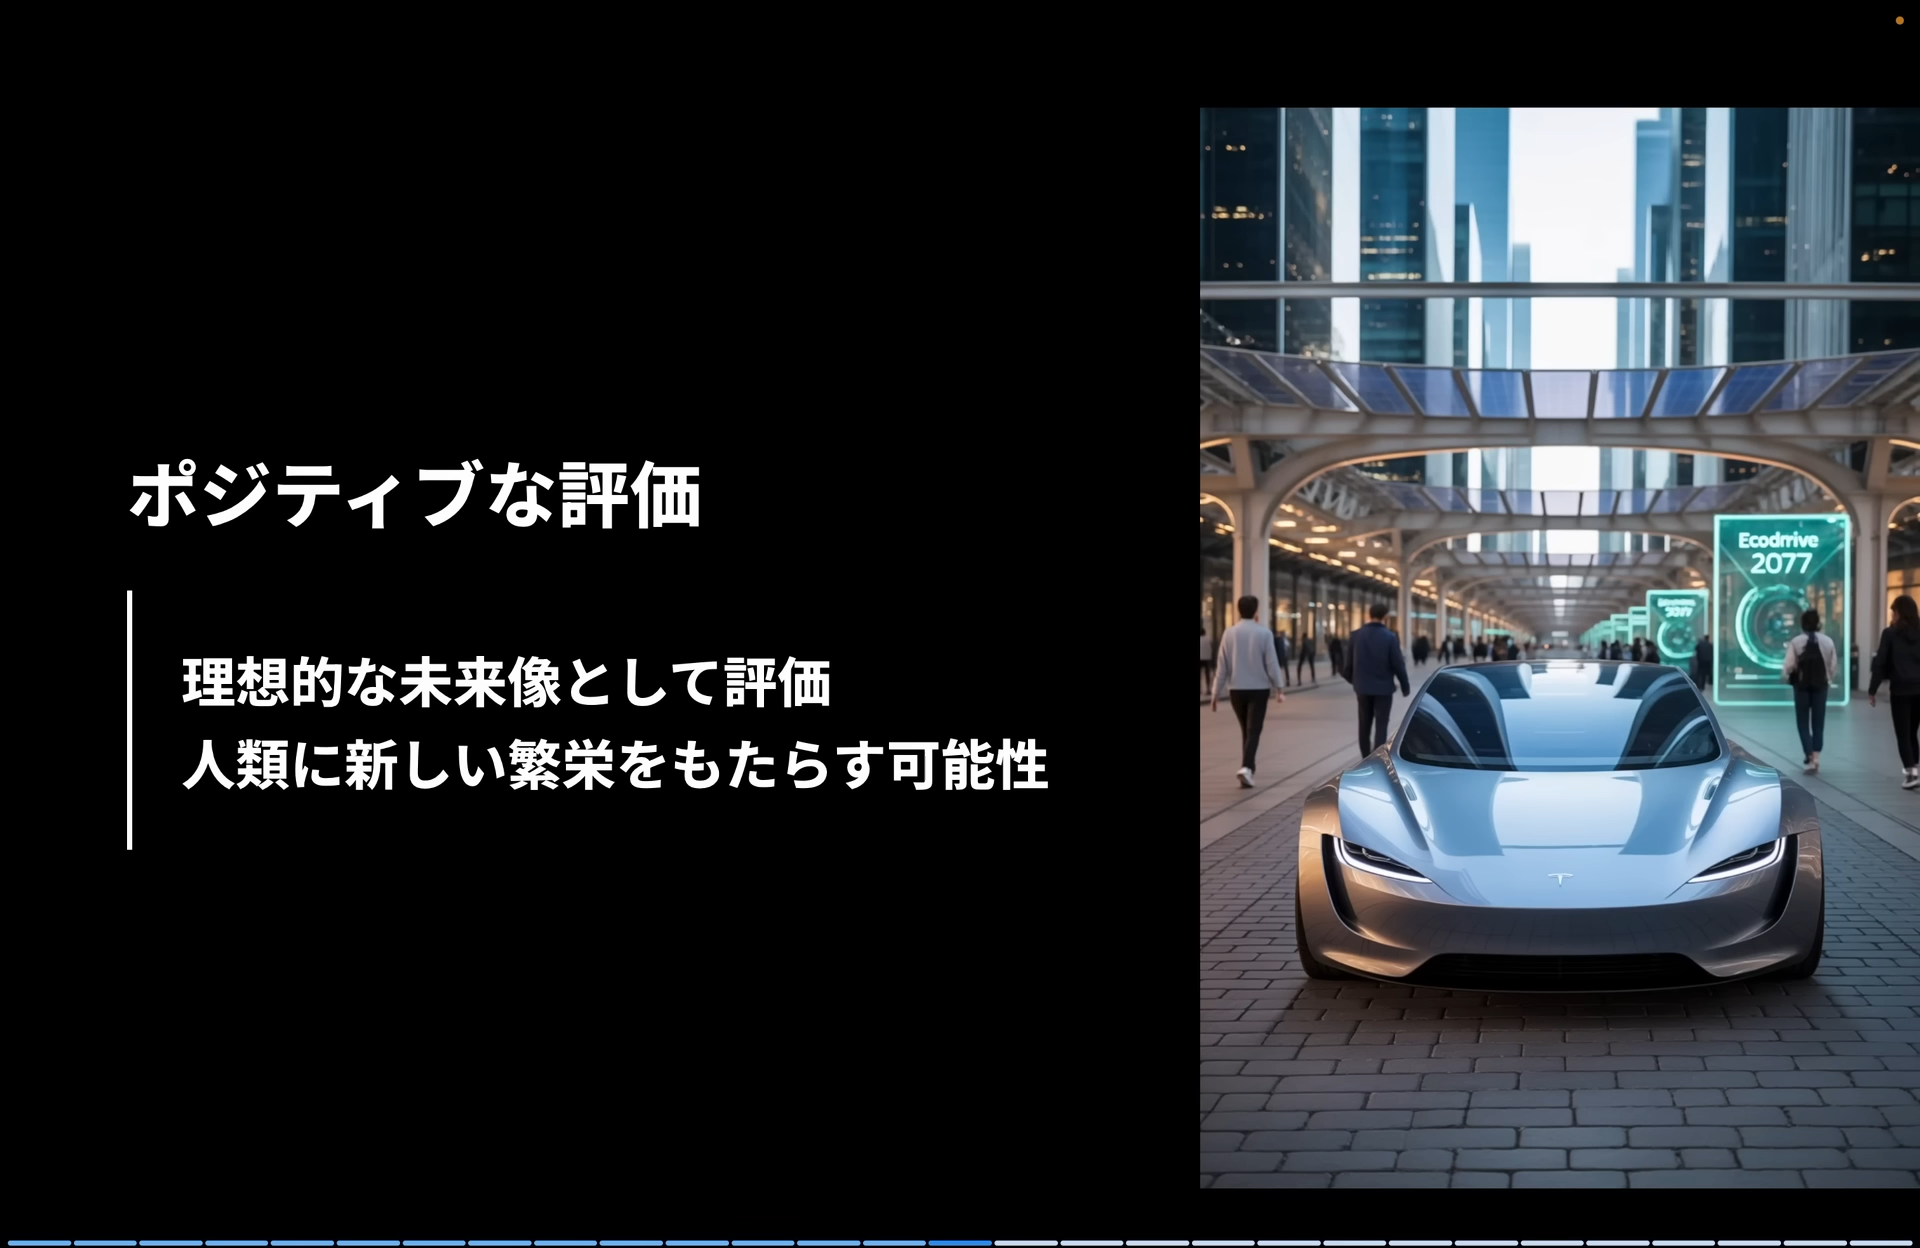 ポジティブな評価
理想的な未来像として評価
人類に新しい繁栄をもたらす可能性
Ecodrrive
2077